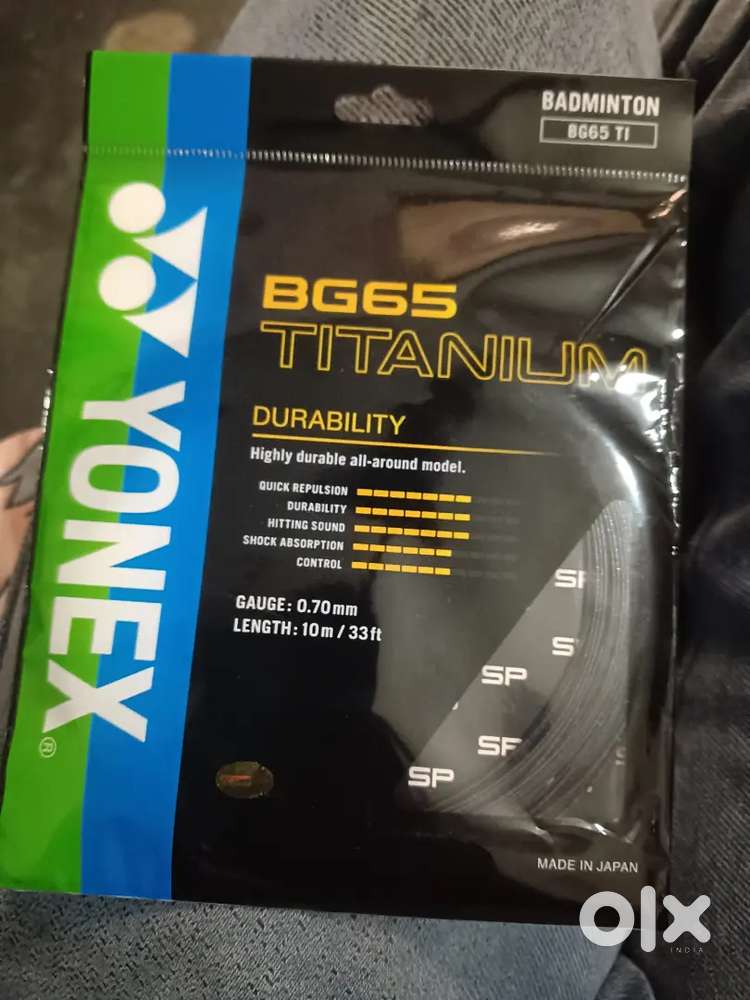 BADMINTON
BG65 TI
YONEX®
BG65
TITANIUM
DURABILITY
Highly durable all-around model.
QUICK REPULSION
DURABILITY
HITTING SOUND
SHOCK ABSORPTION
CONTROL
GAUGE: 0.70mm
LENGTH: 10m / 33ft
SP
SP
MADE IN JAPAN
olx
INDIA